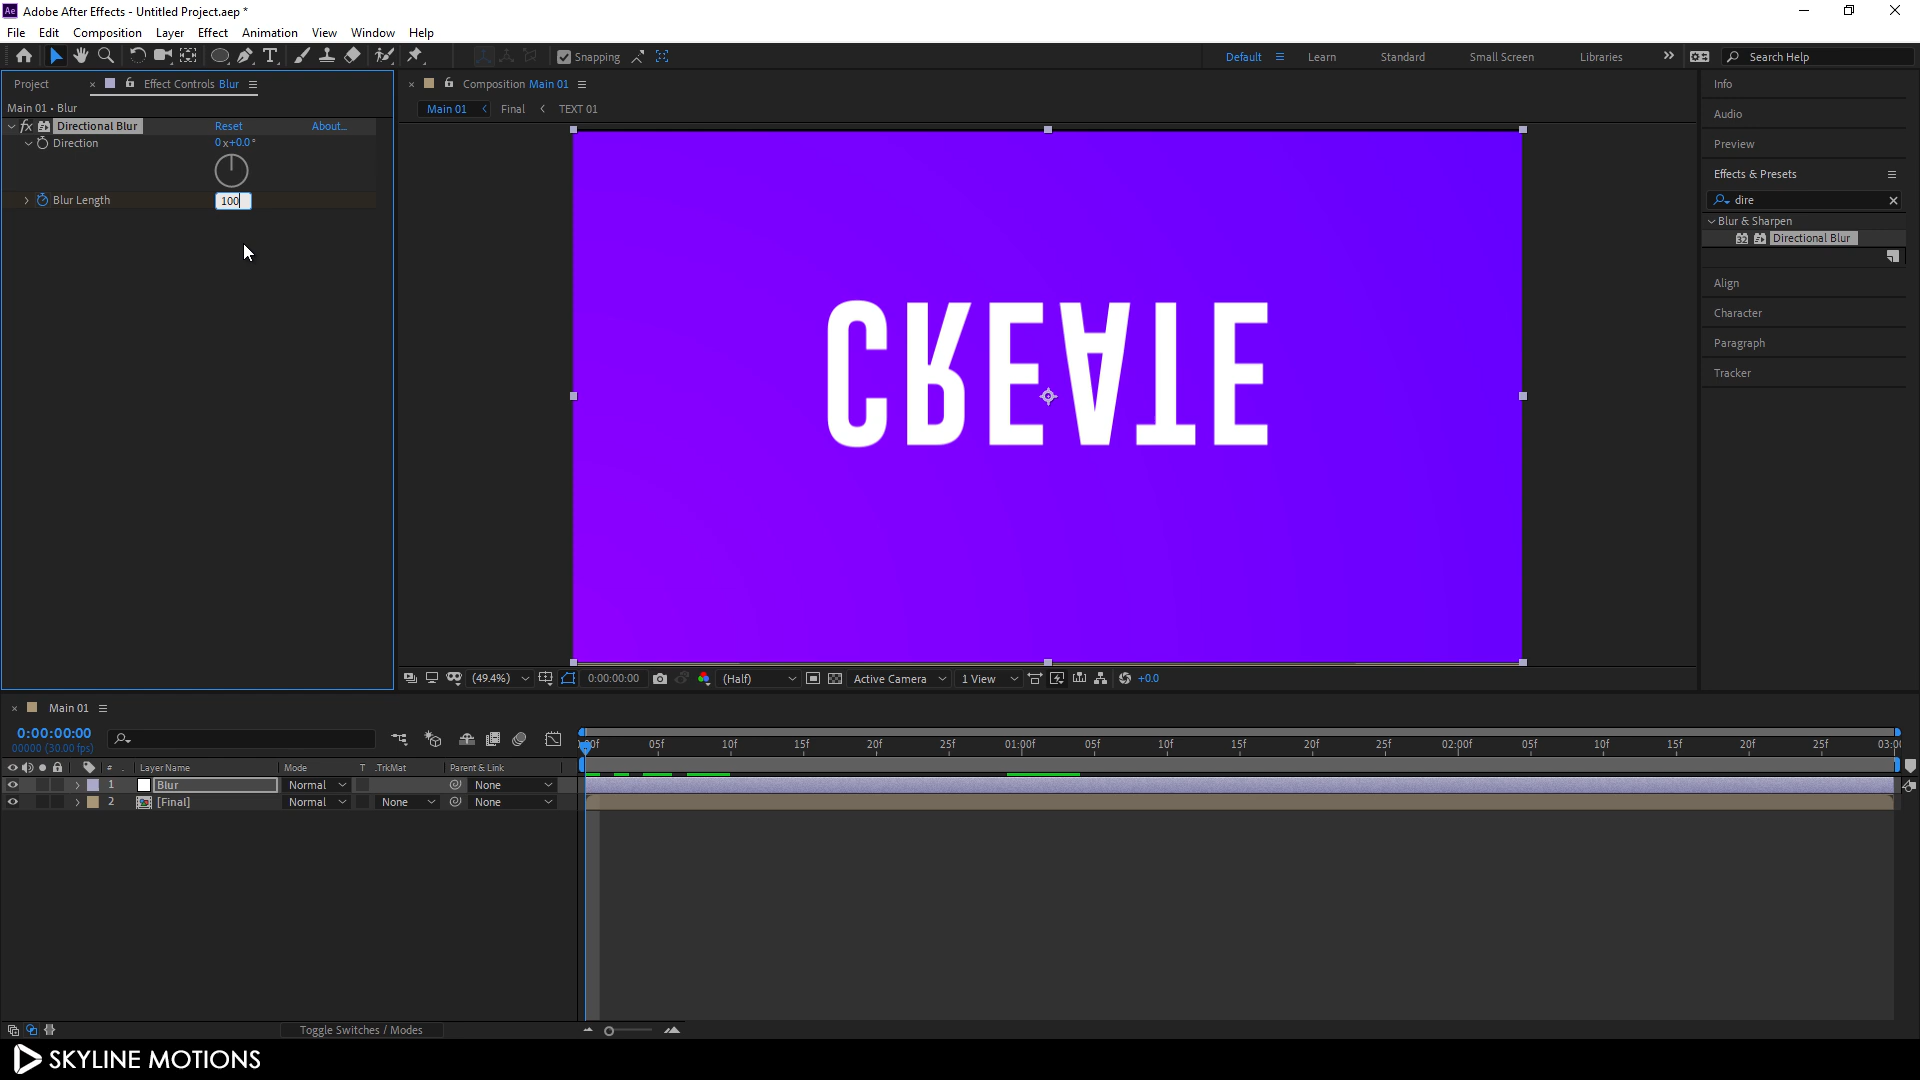 Adobe After Effects - Untitled Project.aep *
File Edit Composition Layer Effect Animation View Window Help
Snapping Default Learn Standard Small Screen Libraries Search Help
Project Effect Controls Blur Composition Main 01 Info
Main 01 • Blur Main 01 Final TEXT 01
Audio
fx Directional Blur Reset About...
Direction 0x+0.0° Preview
Effects & Presets
Blur Length 100 dire
Blur & Sharpen
32 Directional Blur
Align
Character
Paragraph
Tracker
CREATE
(49.4%) 0:00:00:00 (Half) Active Camera 1 View +0.0
Main 01
0:00:00:00
00000 (30.00 fps)
05f 10f 15f 20f 25f 01:00f 05f 10f 15f 20f 25f 02:00f 05f 10f 15f 20f 25f
# Layer Name Mode T .TrkMat Parent & Link
1 Blur Normal None
2 [Final] Normal None None
Toggle Switches / Modes
SKYLINE MOTIONS